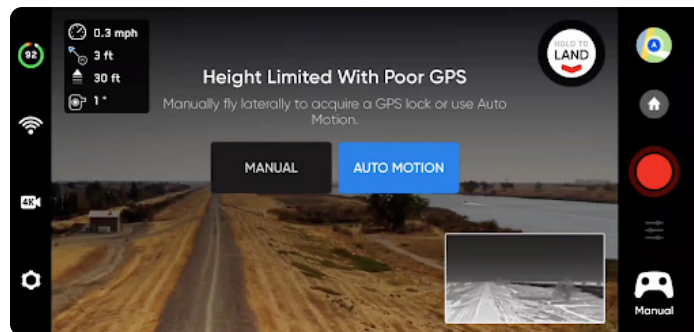 0.3 mph
92
3 ft
30 ft
1°
HOLD TO
LAND
Height Limited With Poor GPS
Manually fly laterally to acquire a GPS lock or use Auto
Motion.
MANUAL
AUTO MOTION
4K
Manual